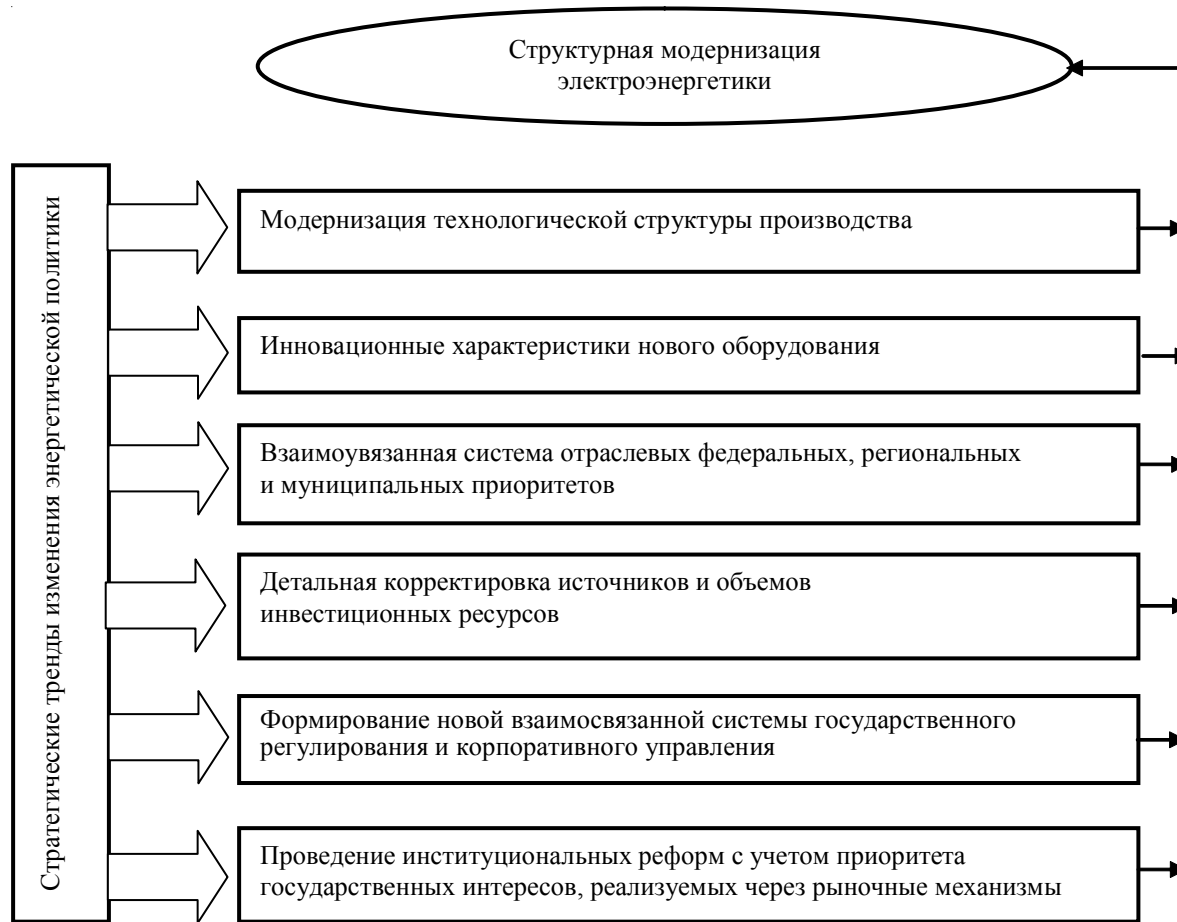 Структурная модернизация
электроэнергетики
Стратегические тренды изменения энергетической политики
Модернизация технологической структуры производства
Инновационные характеристики нового оборудования
Взаимоувязанная система отраслевых федеральных, региональных
и муниципальных приоритетов
Детальная корректировка источников и объемов
инвестиционных ресурсов
Формирование новой взаимосвязанной системы государственного
регулирования и корпоративного управления
Проведение институциональных реформ с учетом приоритета
государственных интересов, реализуемых через рыночные механизмы